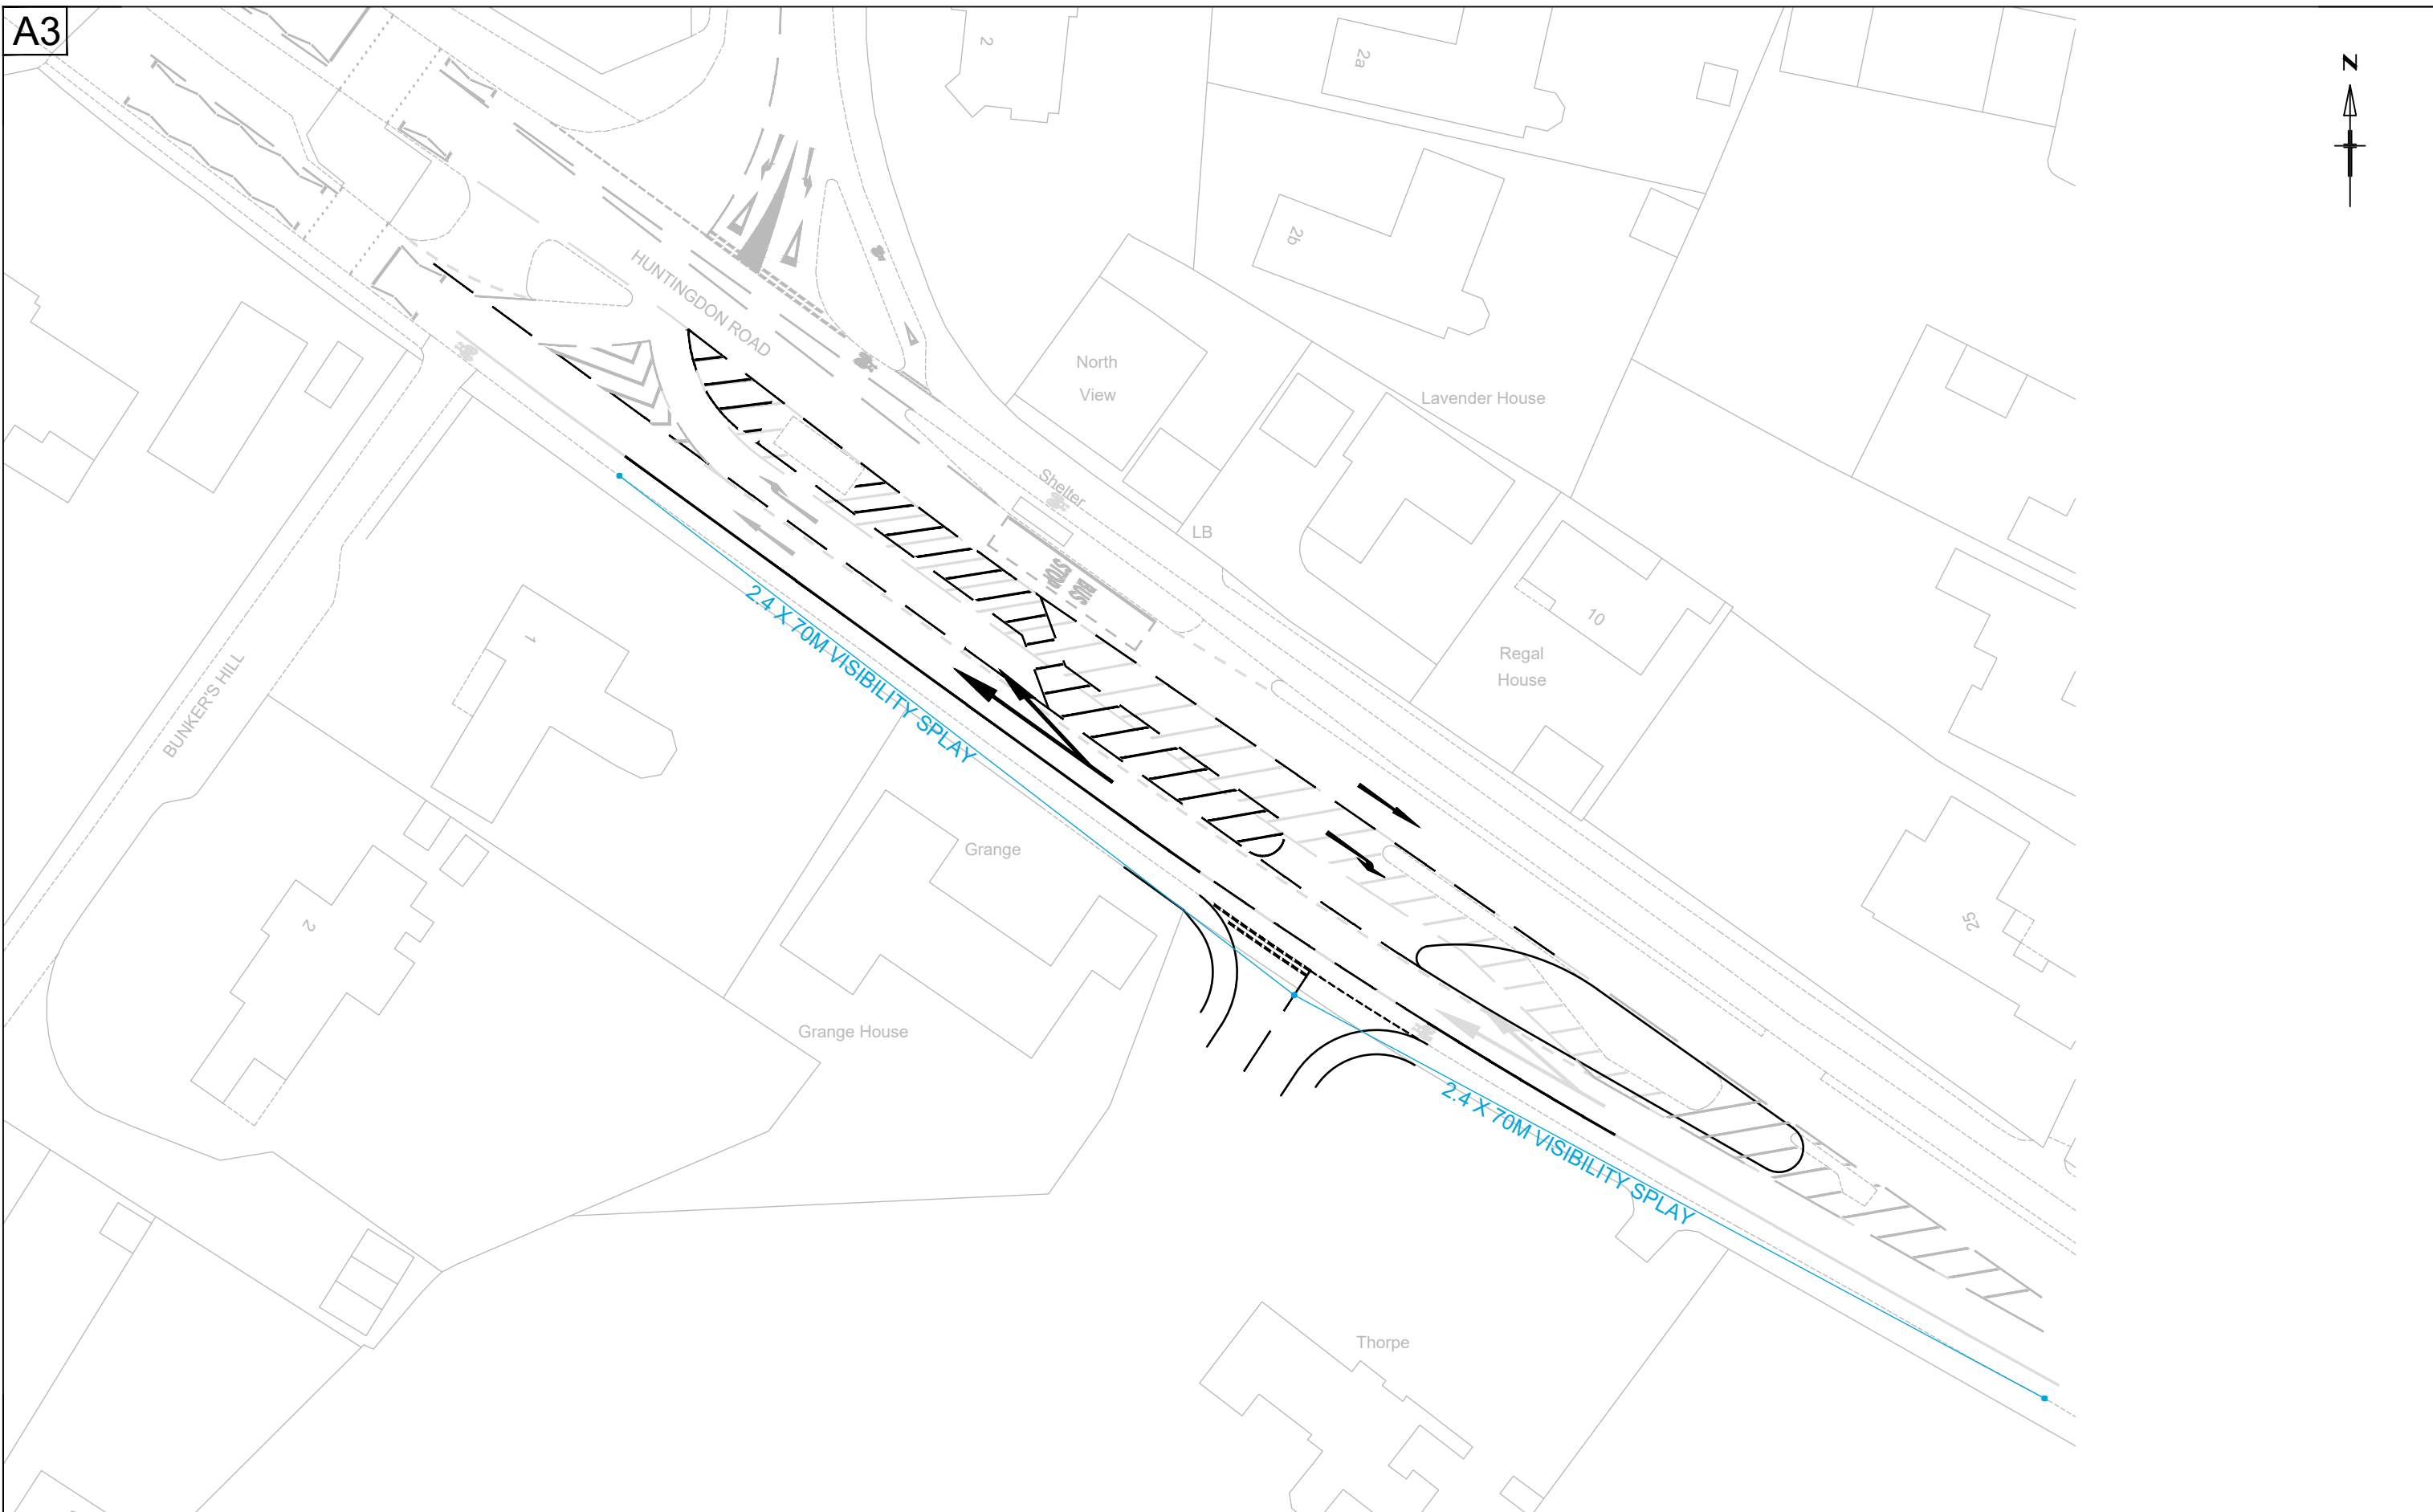 A3
N
2
2a
2b
HUNTINGDON ROAD
North
View
Lavender House
Shelter
LB
BUS
STOP
10
Regal
House
1
BUNKER'S HILL
2.4 X 70M VISIBILITY SPLAY
Grange
25
2
Grange House
2.4 X 70M VISIBILITY SPLAY
Thorpe